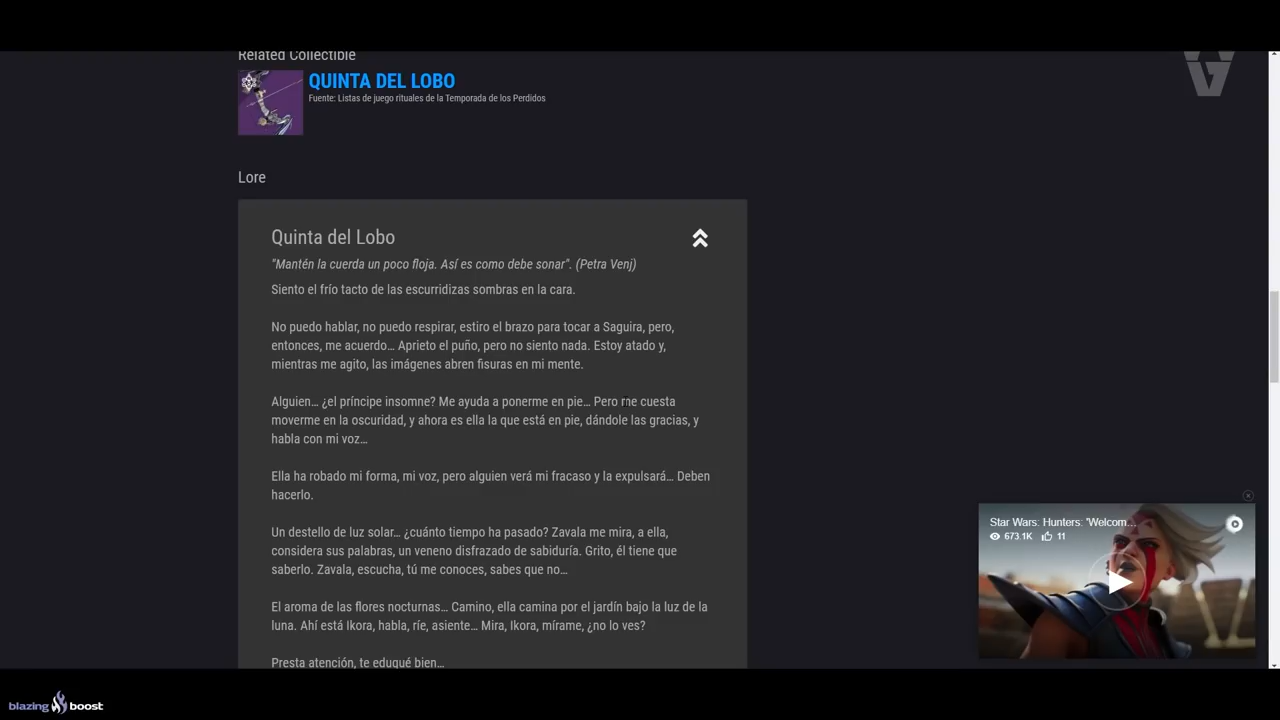 Related Collectible
QUINTA DEL LOBO
Fuente: Listas de juego rituales de la Temporada de los Perdidos
Lore
Quinta del Lobo
"Mantén la cuerda un poco floja. Así es como debe sonar". (Petra Venj)
Siento el frío tacto de las escurridizas sombras en la cara.
No puedo hablar, no puedo respirar, estiro el brazo para tocar a Saguira, pero,
entonces, me acuerdo… Aprieto el puño, pero no siento nada. Estoy atado y,
mientras me agito, las imágenes abren fisuras en mi mente.
Alguien… ¿el príncipe insomne? Me ayuda a ponerme en pie… Pero me cuesta
moverme en la oscuridad, y ahora es ella la que está en pie, dándole las gracias, y
habla con mi voz…
Ella ha robado mi forma, mi voz, pero alguien verá mi fracaso y la expulsará… Deben
hacerlo.
Un destello de luz solar… ¿cuánto tiempo ha pasado? Zavala me mira, a ella,
considera sus palabras, un veneno disfrazado de sabiduría. Grito, él tiene que
saberlo. Zavala, escucha, tú me conoces, sabes que no…
El aroma de las flores nocturnas… Camino, ella camina por el jardín bajo la luz de la
luna. Ahí está Ikora, habla, ríe, asiente… Mira, Ikora, mírame, ¿no lo ves?
Presta atención, te eduqué bien…
Star Wars: Hunters: 'Welcom...
673.1K 11
blazing boost